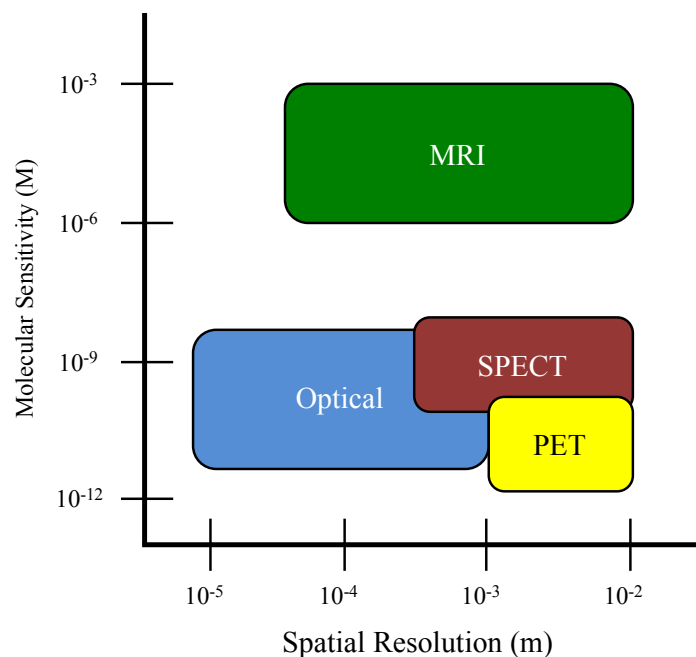 Molecular Sensitivity (M)
10⁻³
10⁻⁶
10⁻⁹
10⁻¹²
MRI
SPECT
Optical
PET
10⁻⁵ 10⁻⁴ 10⁻³ 10⁻²
Spatial Resolution (m)